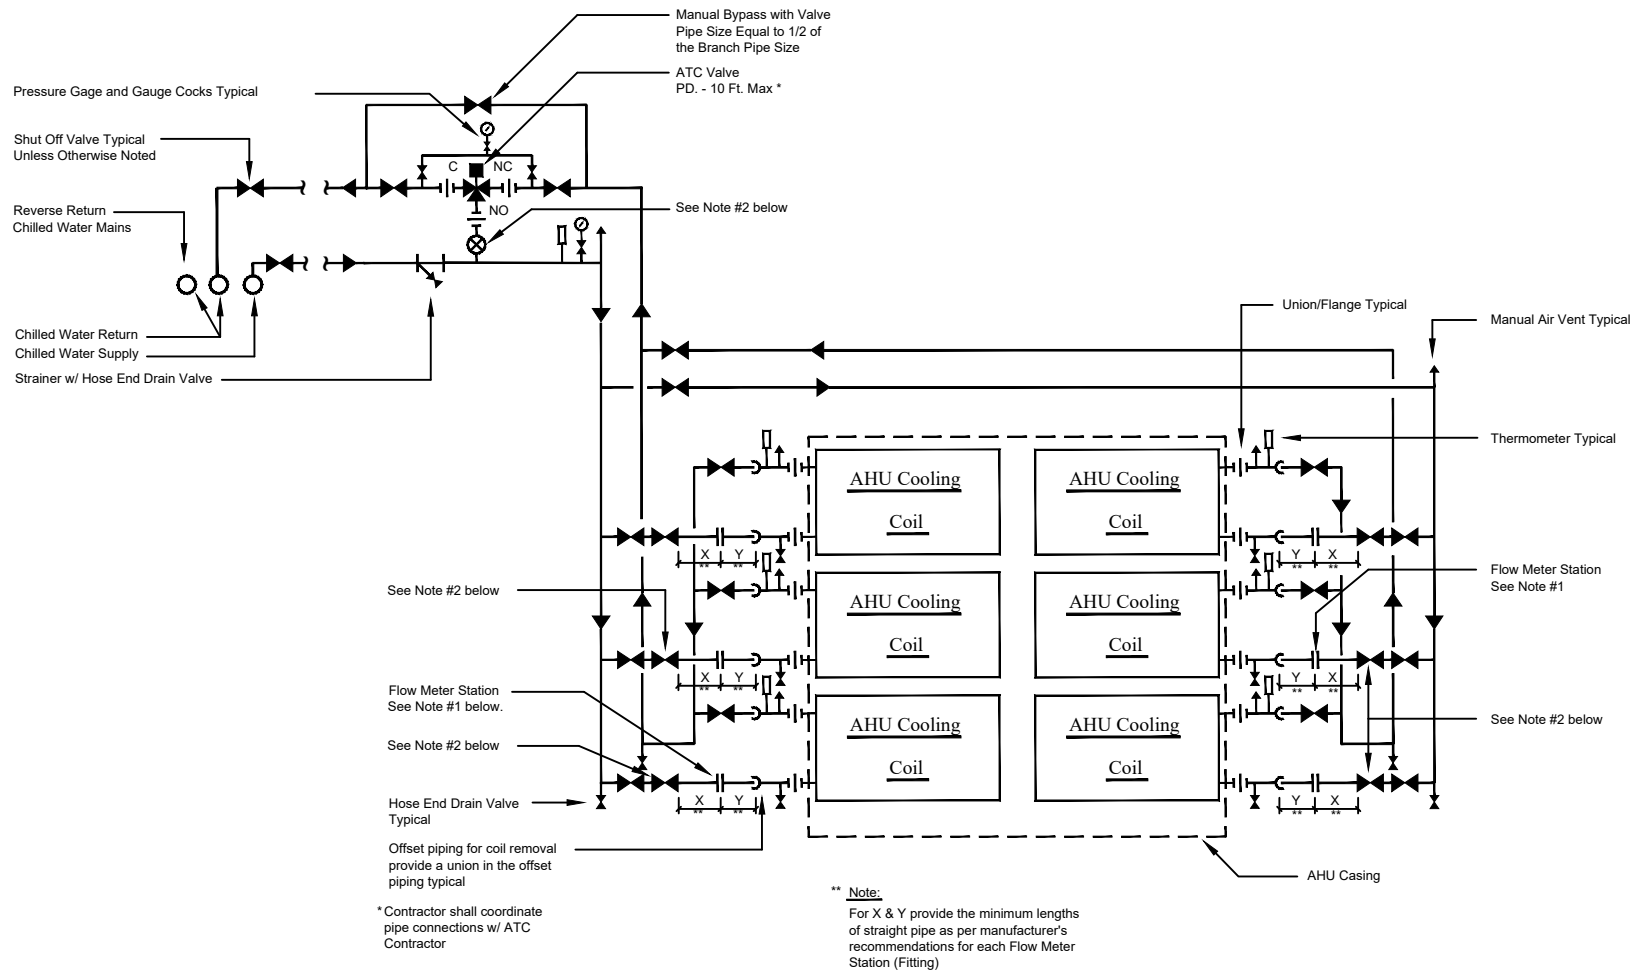 Manual Bypass with Valve
Pipe Size Equal to 1/2 of
the Branch Pipe Size
ATC Valve
PD. - 10 Ft. Max *
Pressure Gage and Gauge Cocks Typical
Shut Off Valve Typical
Unless Otherwise Noted
C
NC
NO
See Note #2 below
Reverse Return
Chilled Water Mains
Chilled Water Return
Chilled Water Supply
Strainer w/ Hose End Drain Valve
Union/Flange Typical
Manual Air Vent Typical
Thermometer Typical
AHU Cooling
Coil
AHU Cooling
Coil
X
**
Y
**
Y
**
X
**
See Note #2 below
Flow Meter Station
See Note #1
AHU Cooling
Coil
AHU Cooling
Coil
X
**
Y
**
Y
**
X
**
Flow Meter Station
See Note #1 below.
See Note #2 below
See Note #2 below
AHU Cooling
Coil
AHU Cooling
Coil
X
**
Y
**
Y
**
X
**
Hose End Drain Valve
Typical
Offset piping for coil removal
provide a union in the offset
piping typical
AHU Casing
* Contractor shall coordinate
pipe connections w/ ATC
Contractor
** Note:
For X & Y provide the minimum lengths
of straight pipe as per manufacturer's
recommendations for each Flow Meter
Station (Fitting)